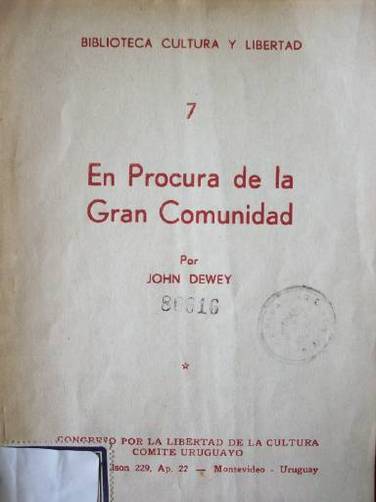 BIBLIOTECA CULTURA Y LIBERTAD
7
En Procura de la
Gran Comunidad
Por
JOHN DEWEY
CONGRESO POR LA LIBERTAD DE LA CULTURA
COMITE URUGUAYO
lson 229, Ap. 22 — Montevideo - Uruguay